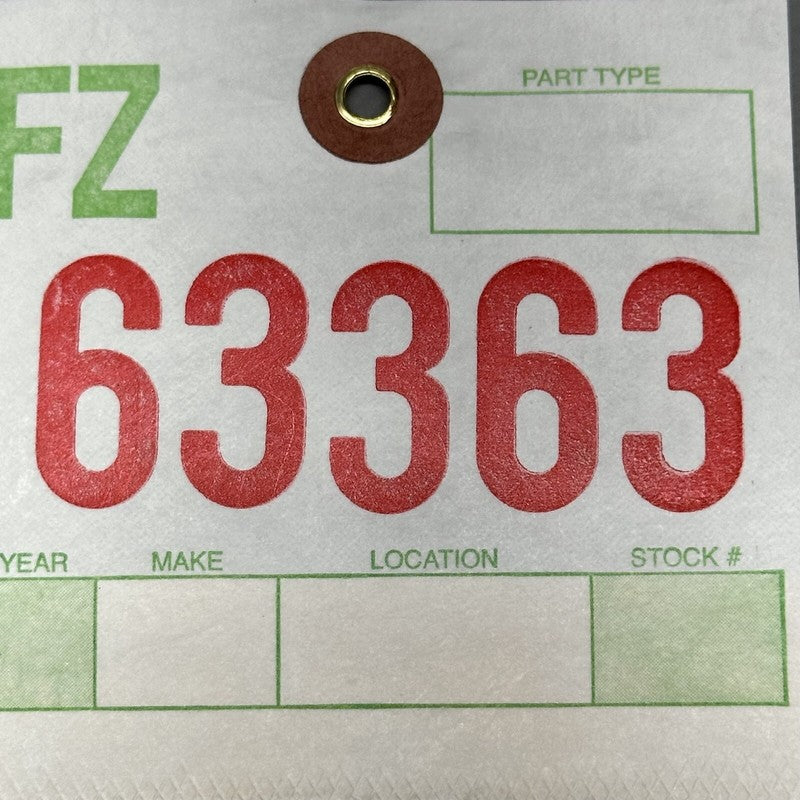 FZ
PART TYPE
63363
YEAR MAKE LOCATION STOCK #